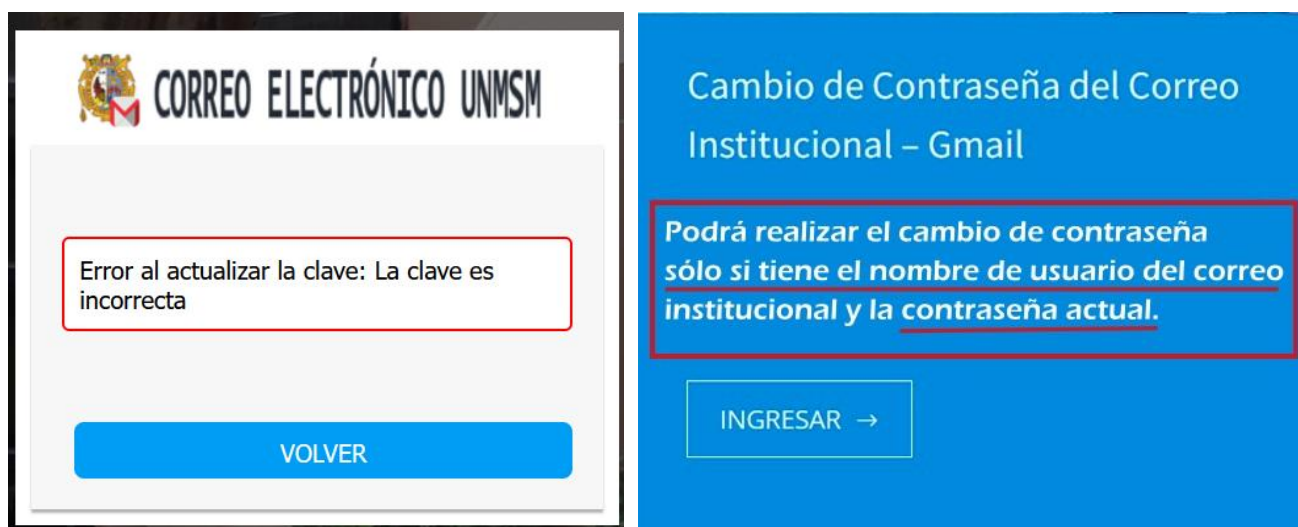 CORREO ELECTRÓNICO UNMSM
Error al actualizar la clave: La clave es
incorrecta
VOLVER
Cambio de Contraseña del Correo
Institucional – Gmail
Podrá realizar el cambio de contraseña
sólo si tiene el nombre de usuario del correo
institucional y la contraseña actual.
INGRESAR →